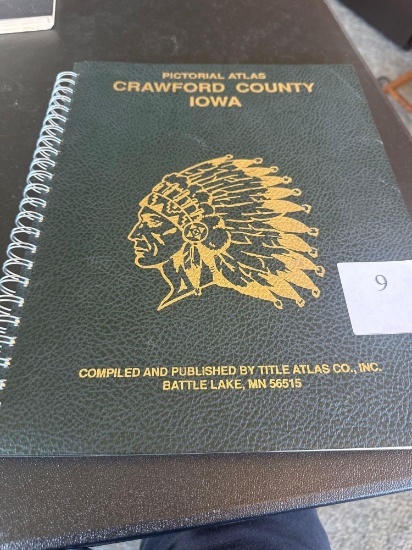 PICTORIAL ATLAS
CRAWFORD COUNTY
IOWA
9
COMPILED AND PUBLISHED BY TITLE ATLAS CO., INC.
BATTLE LAKE, MN 56515